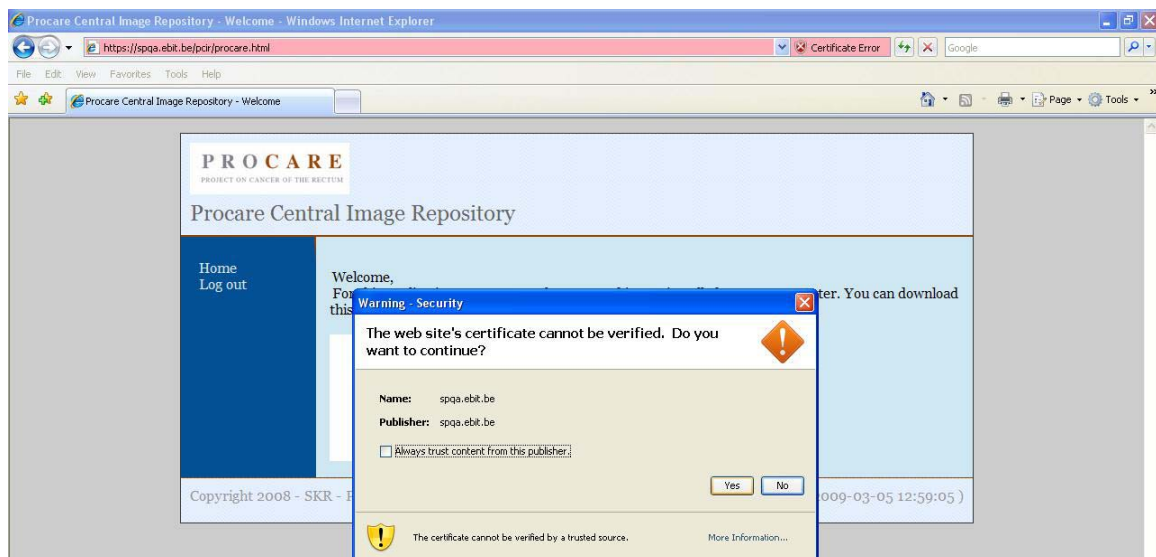 Procare Central Image Repository - Welcome - Windows Internet Explorer
https://spqa.ebit.be/pcir/procare.html
Certificate Error
Google
File Edit View Favorites Tools Help
Procare Central Image Repository - Welcome
Page
Tools
PROCARE
PROJECT ON CANCER OF THE RECTUM
Procare Central Image Repository
Home
Log out
Welcome,
ter. You can download
this
Warning - Security
The web site's certificate cannot be verified. Do you
want to continue?
Name: spqa.ebit.be
Publisher: spqa.ebit.be
Always trust content from this publisher.
Yes No
Copyright 2008 - SKR - 
2009-03-05 12:59:05 )
The certificate cannot be verified by a trusted source. More Information...